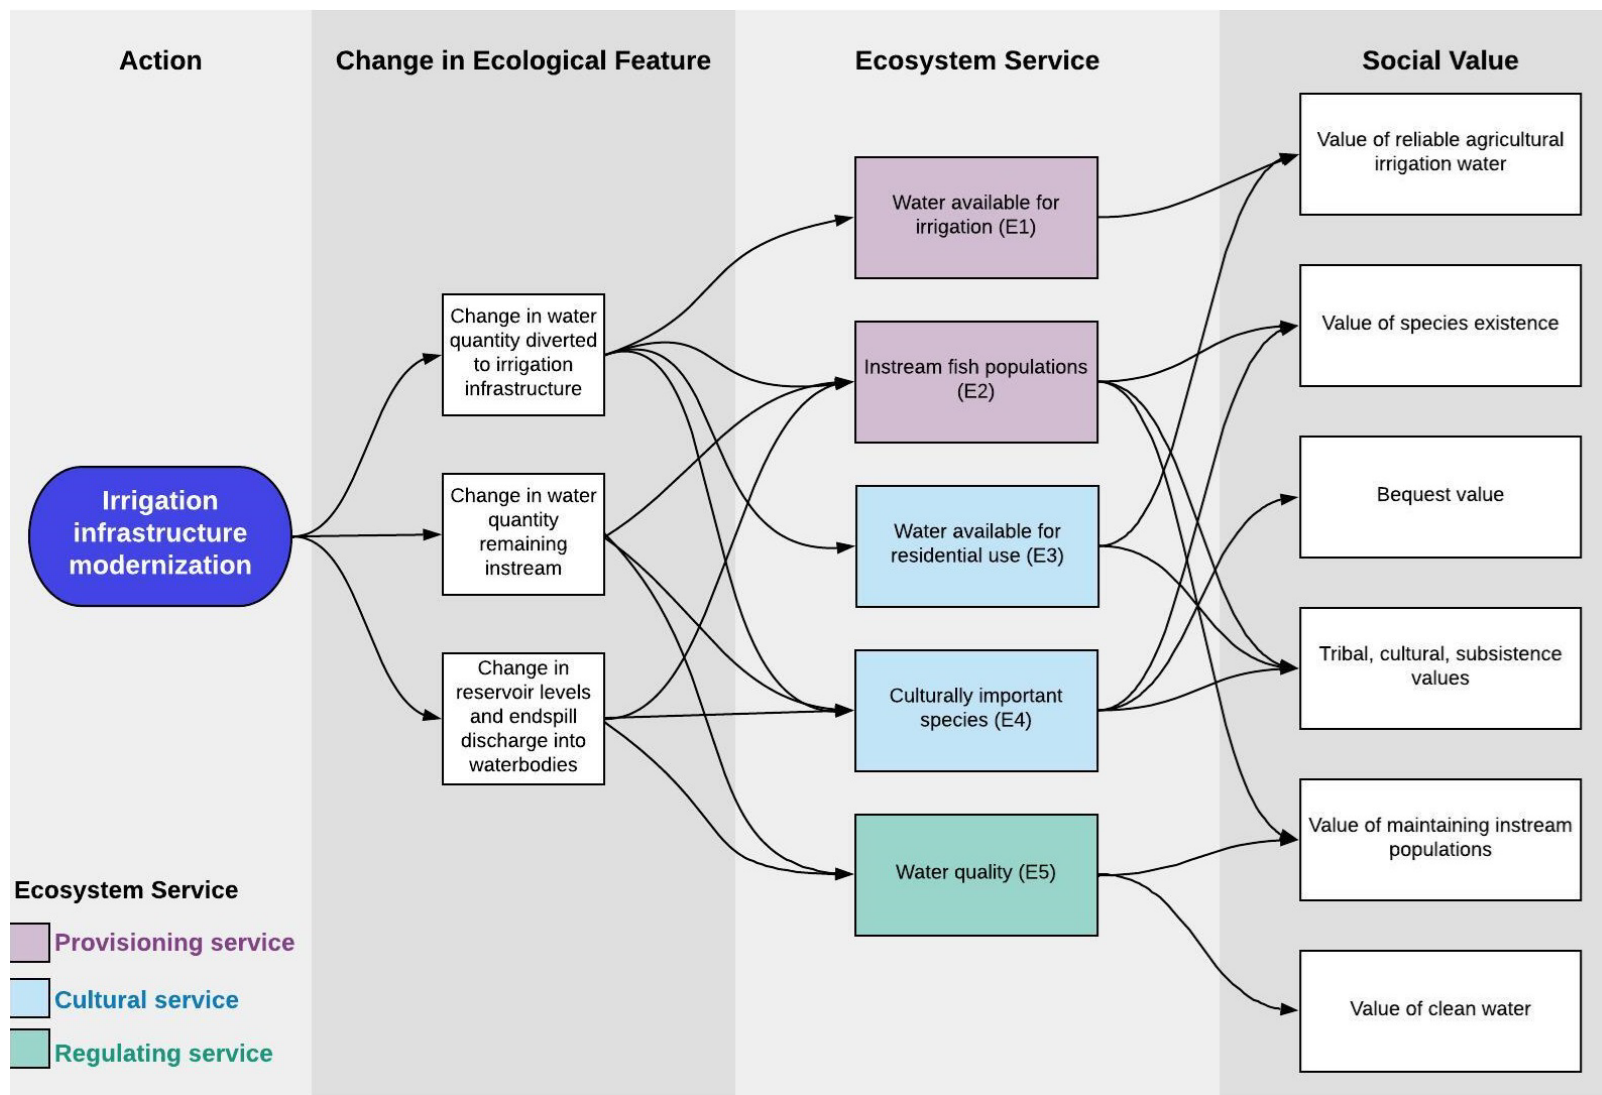 Action
Change in Ecological Feature
Ecosystem Service
Social Value
Irrigation
infrastructure
modernization
Change in water
quantity diverted
to irrigation
infrastructure
Change in water
quantity
remaining
instream
Change in
reservoir levels
and endspill
discharge into
waterbodies
Water available for
irrigation (E1)
Instream fish populations
(E2)
Water available for
residential use (E3)
Culturally important
species (E4)
Water quality (E5)
Value of reliable agricultural
irrigation water
Value of species existence
Bequest value
Tribal, cultural, subsistence
values
Value of maintaining instream
populations
Value of clean water
Ecosystem Service
Provisioning service
Cultural service
Regulating service